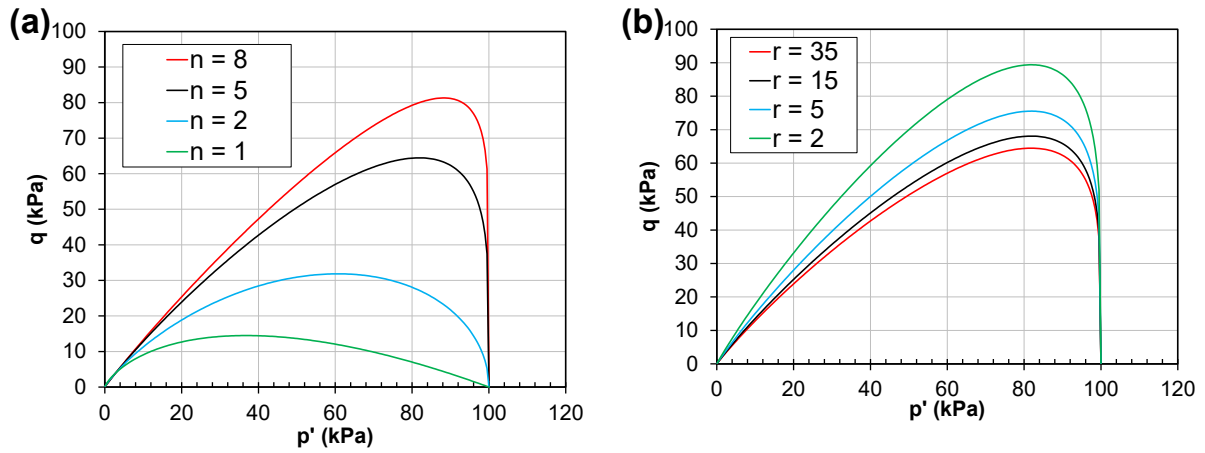 (a)
100
90
80
70
60
50
40
30
20
10
0
q (kPa)
n = 8
n = 5
n = 2
n = 1
0 20 40 60 80 100 120
p' (kPa)
(b)
100
90
80
70
60
50
40
30
20
10
0
q (kPa)
r = 35
r = 15
r = 5
r = 2
0 20 40 60 80 100 120
p' (kPa)